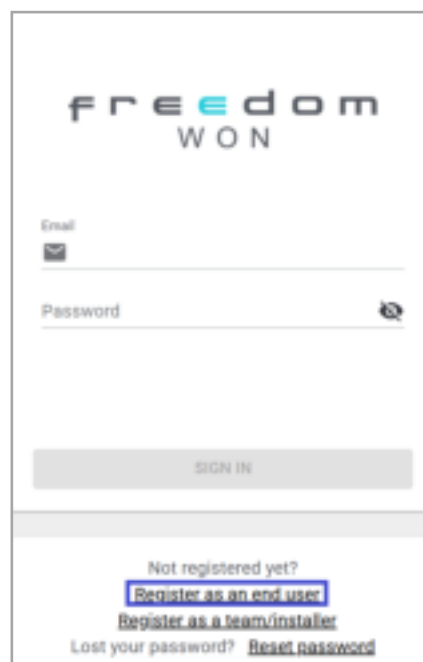 freedom
WON
Email
Password
SIGN IN
Not registered yet?
Register as an end user
Register as a team/installer
Lost your password? Reset password